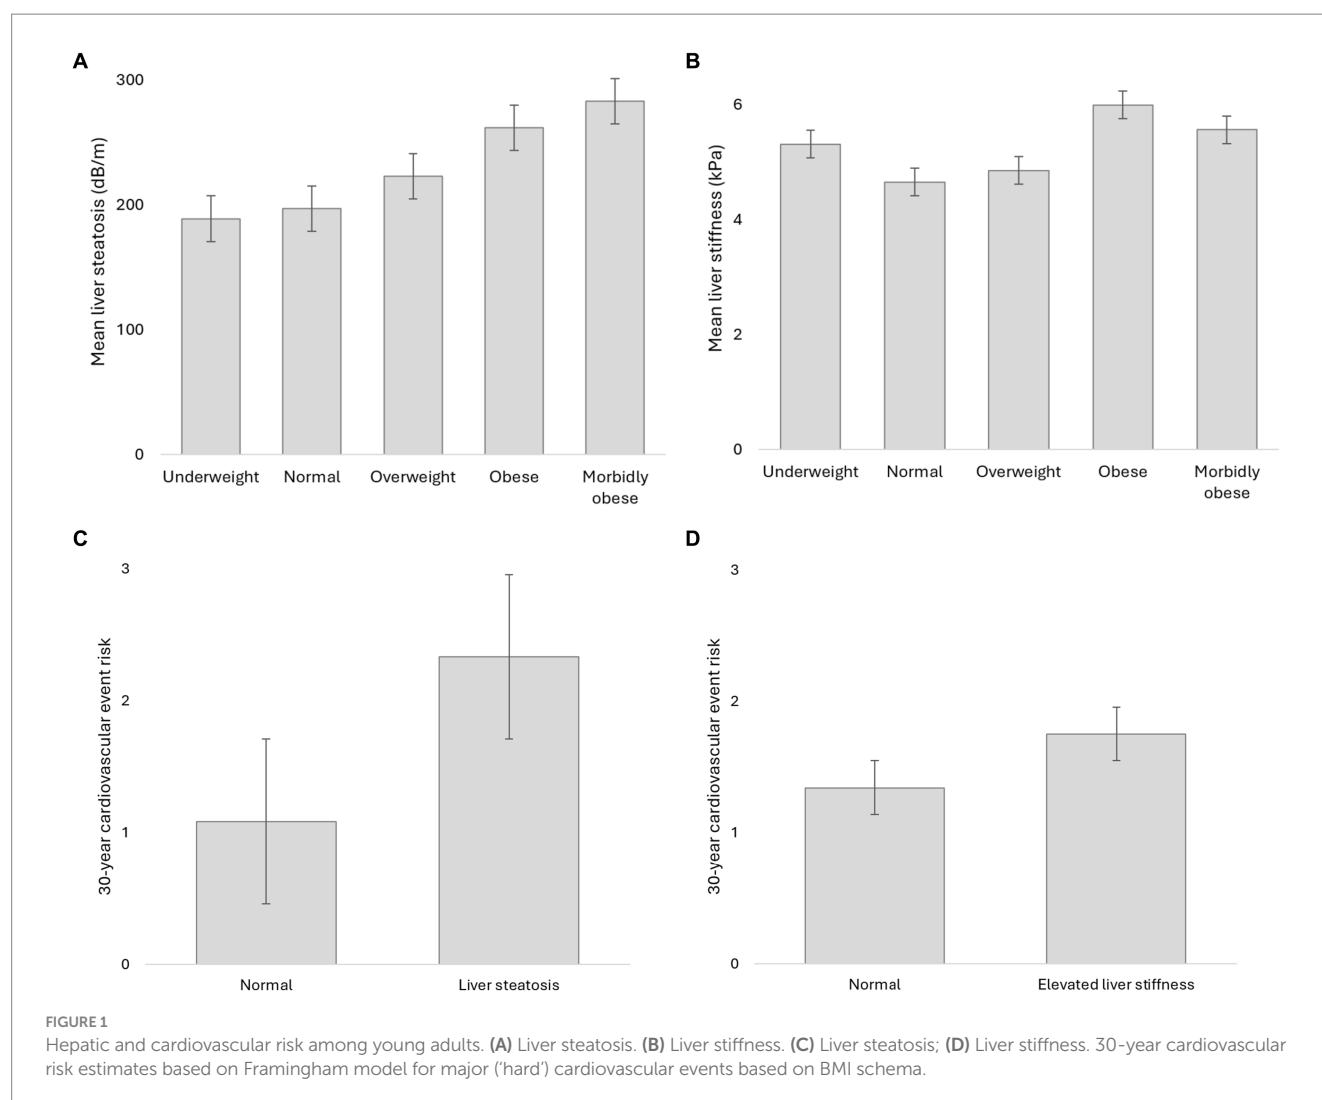 A
Mean liver steatosis (dB/m)
300
200
100
0
Underweight
Normal
Overweight
Obese
Morbidly
obese
B
Mean liver stiffness (kPa)
6
4
2
0
Underweight
Normal
Overweight
Obese
Morbidly
obese
C
30-year cardiovascular event risk
3
2
1
0
Normal
Liver steatosis
D
30-year cardiovascular event risk
3
2
1
0
Normal
Elevated liver stiffness
FIGURE 1
Hepatic and cardiovascular risk among young adults. (A) Liver steatosis. (B) Liver stiffness. (C) Liver steatosis; (D) Liver stiffness. 30-year cardiovascular
risk estimates based on Framingham model for major (‘hard’) cardiovascular events based on BMI schema.